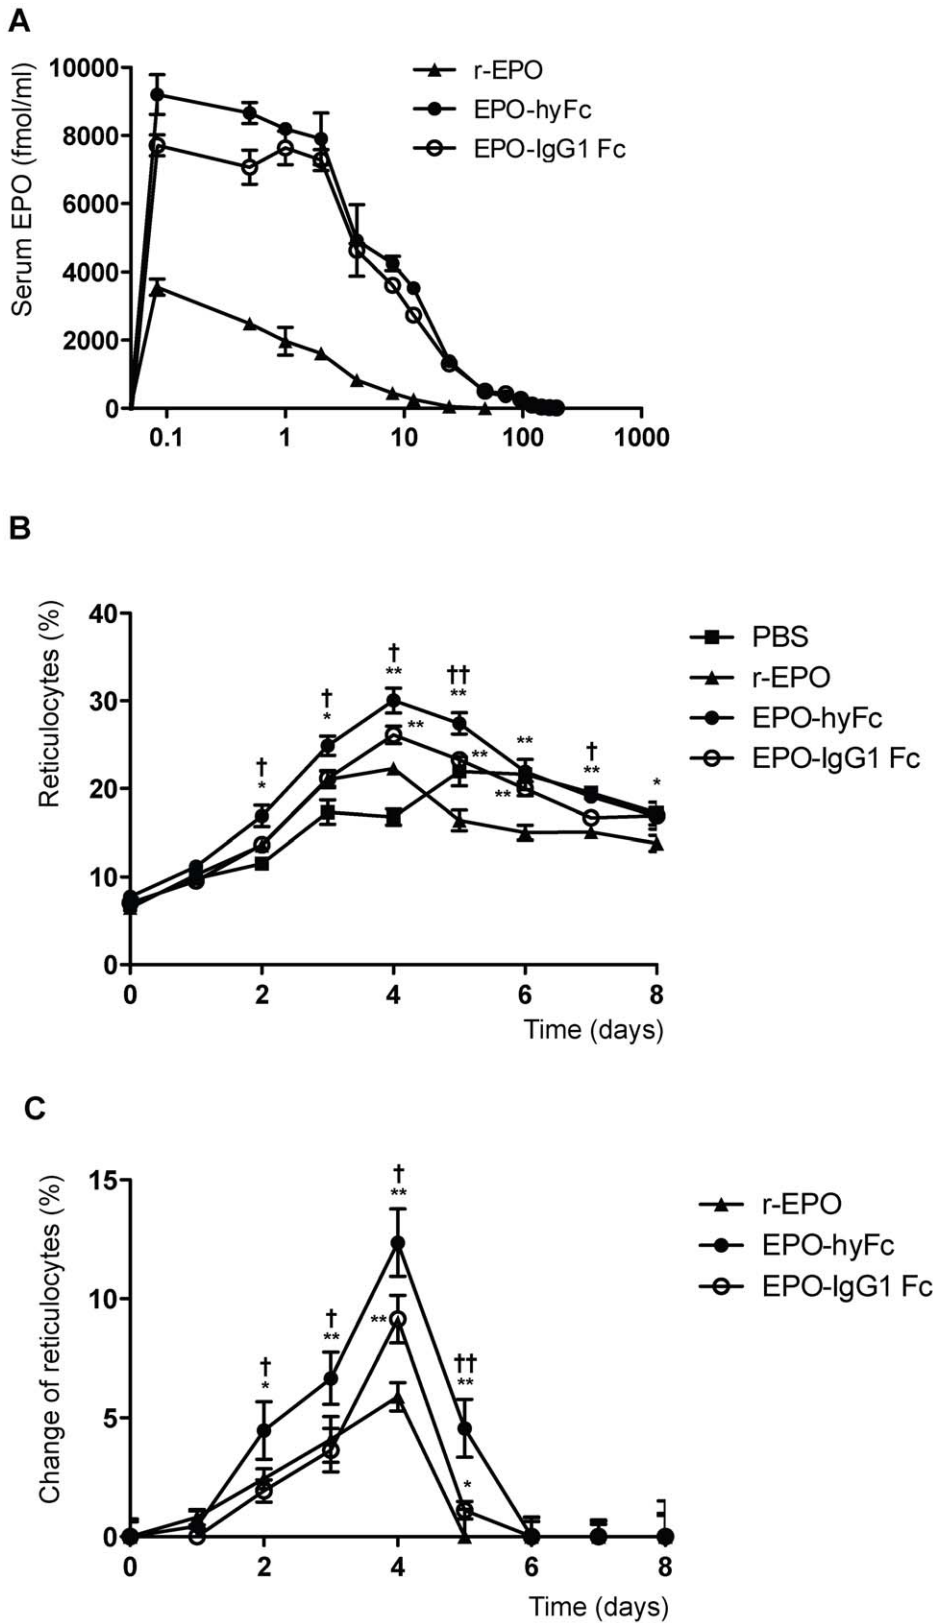 A
Serum EPO (fmol/ml)
10000
8000
6000
4000
2000
0
0.1 1 10 100 1000
r-EPO
EPO-hyFc
EPO-IgG1 Fc
B
Reticulocytes (%)
40
30
20
10
0
0 2 4 6 8
Time (days)
† * † * † ** ** †† ** ** ** ** † ** *
PBS
r-EPO
EPO-hyFc
EPO-IgG1 Fc
C
Change of reticulocytes (%)
15
10
5
0
0 2 4 6 8
Time (days)
† * † ** † ** ** †† ** *
r-EPO
EPO-hyFc
EPO-IgG1 Fc